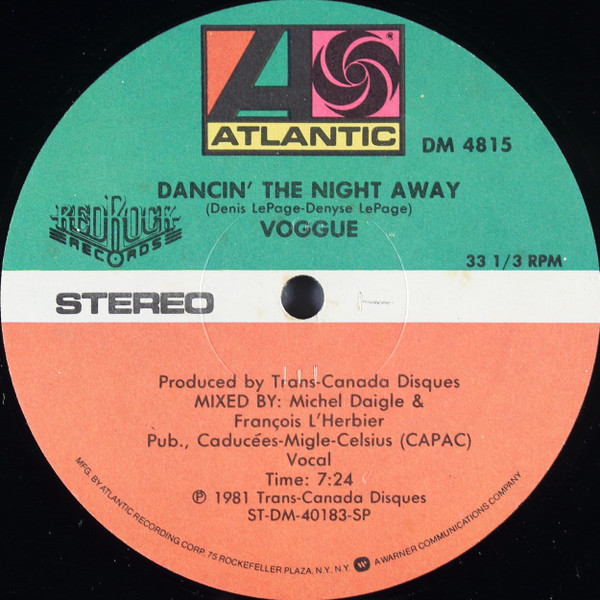 ATLANTIC
DM 4815
DANCIN' THE NIGHT AWAY
(Denis LePage-Denyse LePage)
VOGGUE
REDROCK
RECORDS
33 1/3 RPM
STEREO
Produced by Trans-Canada Disques
MIXED BY: Michel Daigle &
François L'Herbier
Pub., Caducées-Migle-Celsius (CAPAC)
Vocal
Time: 7:24
℗ 1981 Trans-Canada Disques
ST-DM-40183-SP
MFG. BY ATLANTIC RECORDING CORP. 75 ROCKEFELLER PLAZA, N.Y. N.Y. A WARNER COMMUNICATIONS COMPANY